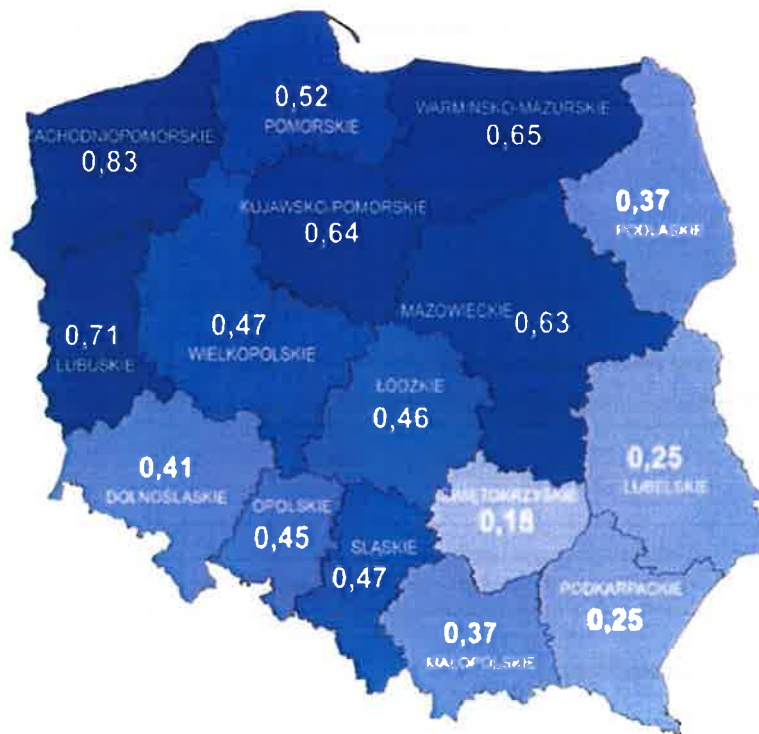 0,52
POMORSKIE
WARMIŃSKO-MAZURSKIE
0,65
ZACHODNIOPOMORSKIE
0,83
0,37
PODLASKIE
KUJAWSKO-POMORSKIE
0,64
MAZOWIECKIE
0,63
0,71
LUBUSKIE
0,47
WIELKOPOLSKIE
ŁÓDZKIE
0,46
0,41
DOLNOŚLĄSKIE
0,25
LUBELSKIE
OPOLSKIE
0,45
ŚWIĘTOKRZYSKIE
0,18
ŚLĄSKIE
0,47
PODKARPACKIE
0,25
0,37
MAŁOPOLSKIE